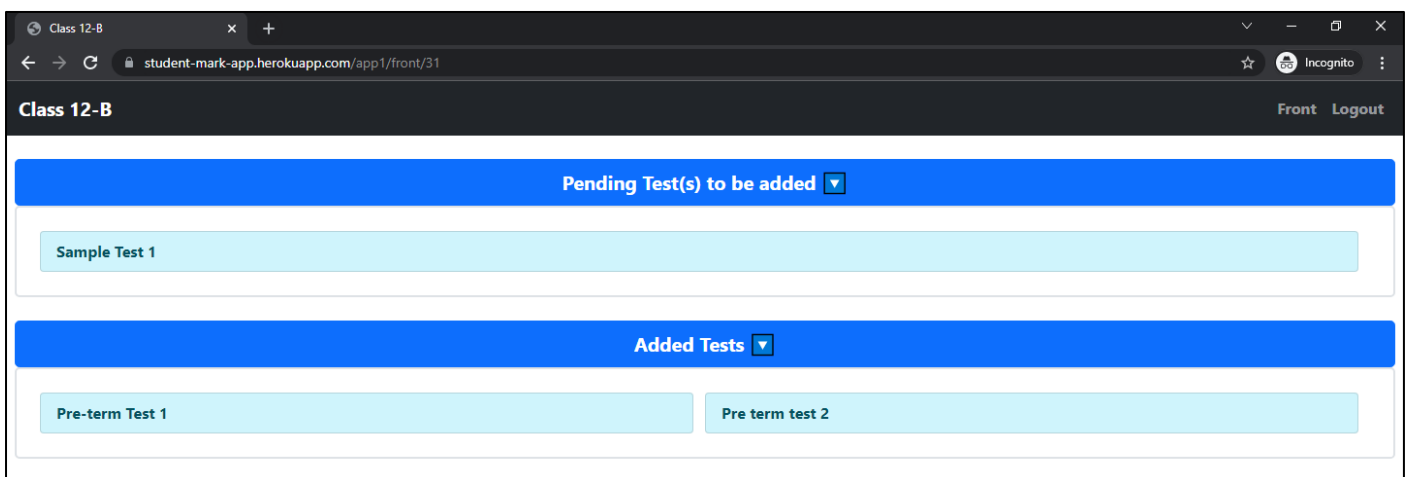 Class 12-B
student-mark-app.herokuapp.com/app1/front/31
Incognito
Class 12-B
Front Logout
Pending Test(s) to be added
Sample Test 1
Added Tests
Pre-term Test 1
Pre term test 2